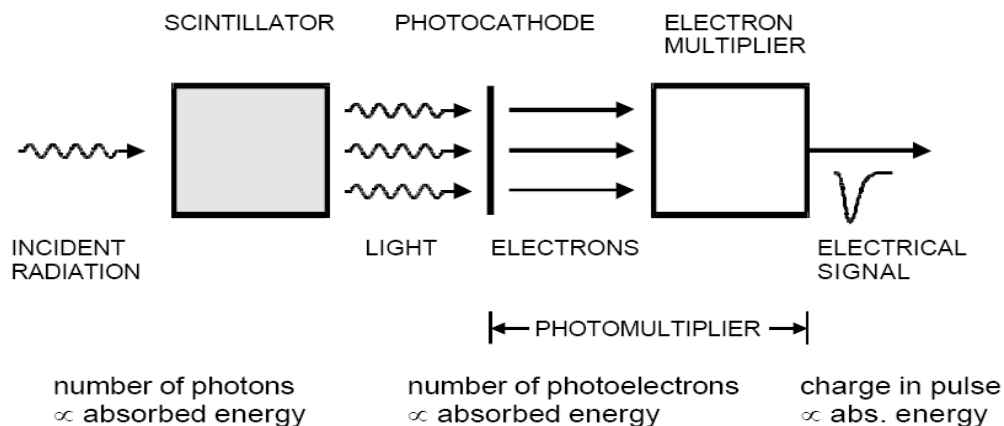 SCINTILLATOR
PHOTOCATHODE
ELECTRON
MULTIPLIER
INCIDENT
RADIATION
LIGHT
ELECTRONS
ELECTRICAL
SIGNAL
PHOTOMULTIPLIER
number of photons
∝ absorbed energy
number of photoelectrons
∝ absorbed energy
charge in pulse
∝ abs. energy